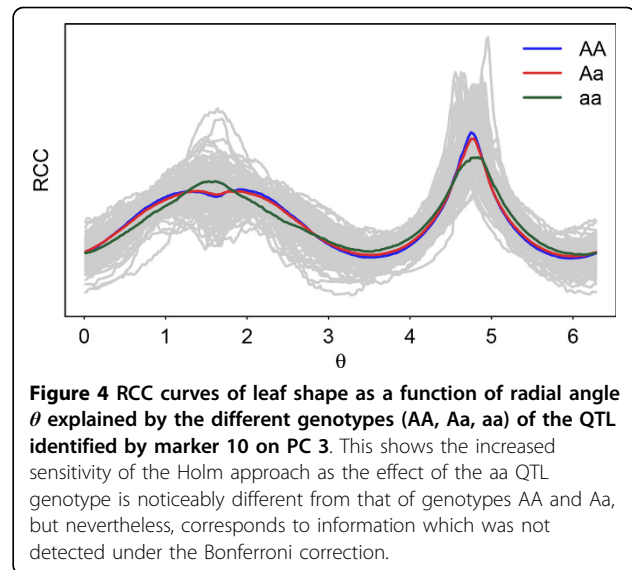 AA
Aa
aa
RCC
0 1 2 3 4 5 6
θ
Figure 4 RCC curves of leaf shape as a function of radial angle
θ explained by the different genotypes (AA, Aa, aa) of the QTL
identified by marker 10 on PC 3. This shows the increased
sensitivity of the Holm approach as the effect of the aa QTL
genotype is noticeably different from that of genotypes AA and Aa,
but nevertheless, corresponds to information which was not
detected under the Bonferroni correction.